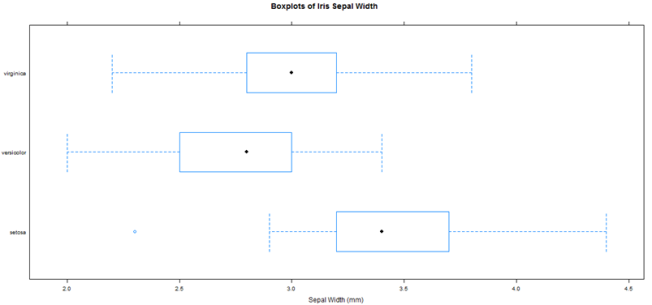 Boxplots of Iris Sepal Width
virginica
versicolor
setosa
2.0 2.5 3.0 3.5 4.0 4.5
Sepal Width (mm)